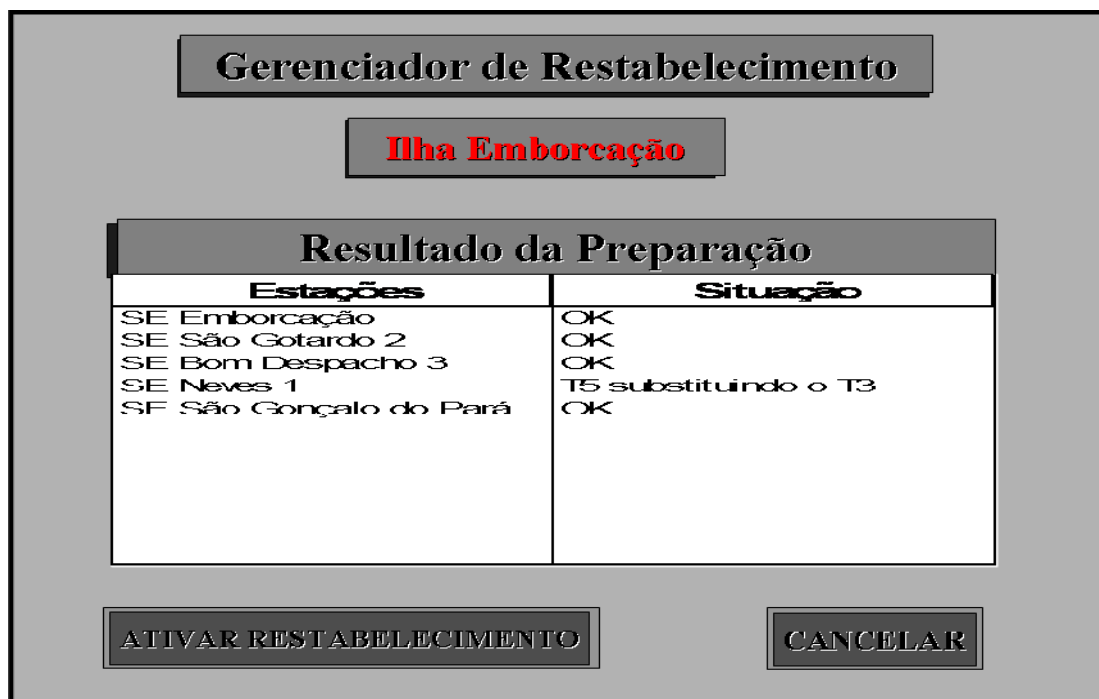 Gerenciador de Restabelecimento
Ilha Emborcação
Resultado da Preparação
Estações Situação
SE Emborcação OK
SE São Gotardo 2 OK
SE Bom Despacho 3 OK
SE Neves 1 T5 substituindo o T3
SE São Gonçalo do Pará OK
ATIVAR RESTABELECIMENTO CANCELAR